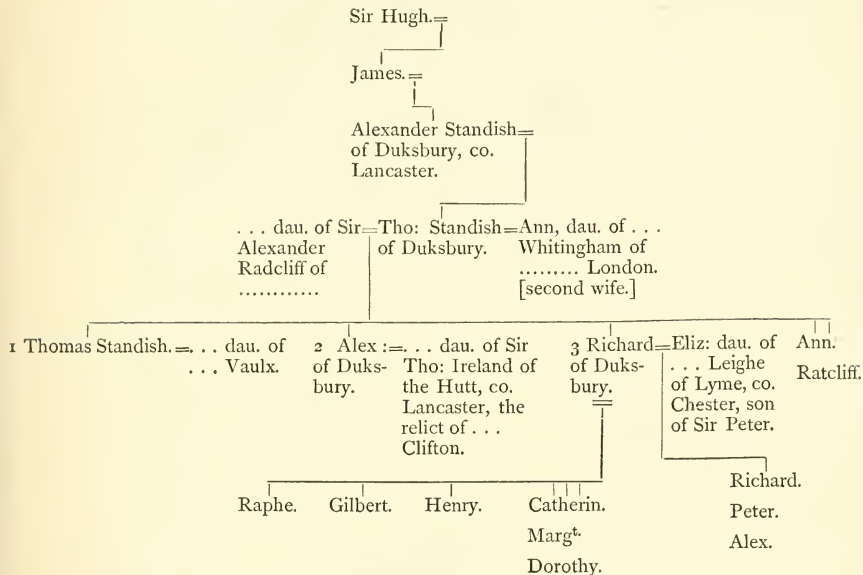 Sir Hugh.=
James.=
Alexander Standish=
of Duksbury, co.
Lancaster.
. . . dau. of Sir=Tho: Standish=Ann, dau. of . . .
Alexander
Radcliff of
............
of Duksbury.
Whitingham of
......... London.
[second wife.]
1 Thomas Standish.=. . . dau. of
. . . Vaulx.
2 Alex :=. . . dau. of Sir
of Duks-
bury.
Tho: Ireland of
the Hutt, co.
Lancaster, the
relict of . . .
Clifton.
3 Richard=Eliz: dau. of
of Duks-
bury.
=
. . . Leighe
of Lyme, co.
Chester, son
of Sir Peter.
Ann.
Ratcliff.
Raphe.
Gilbert.
Henry.
Catherin.
Margt.
Dorothy.
Richard.
Peter.
Alex.